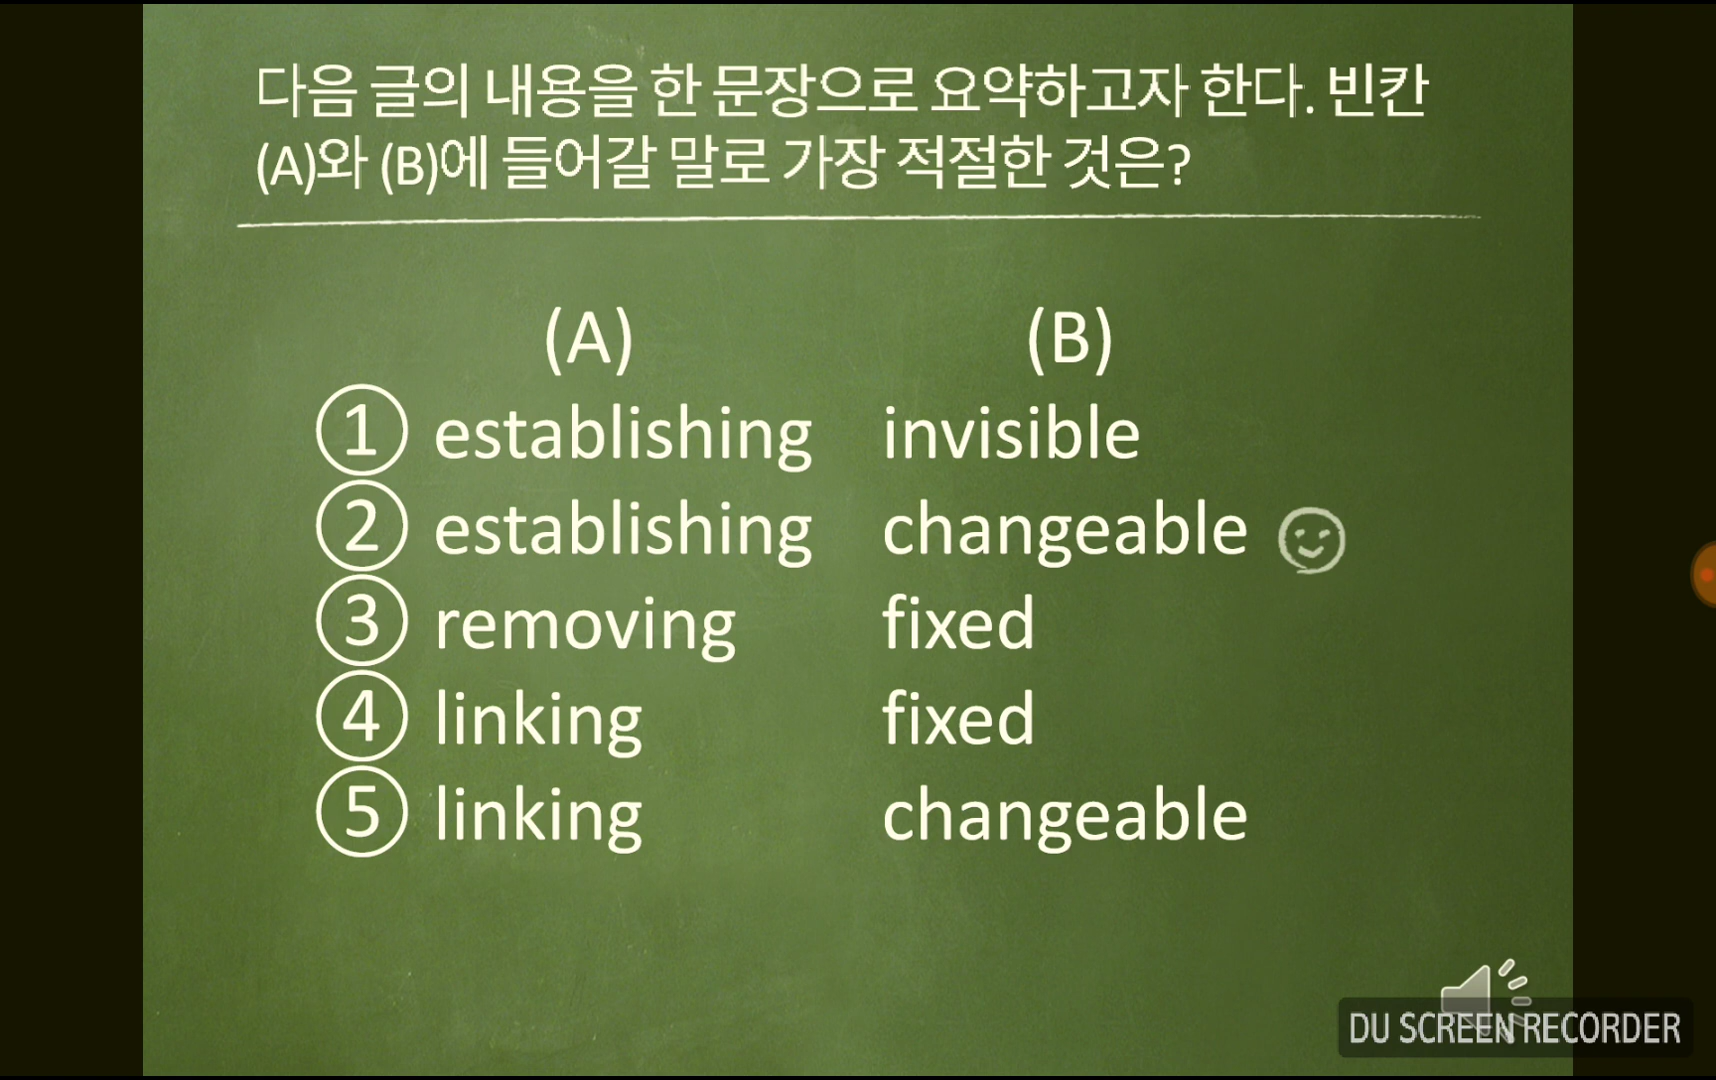 다음 글의 내용을 한 문장으로 요약하고자 한다. 빈칸
(A)와 (B)에 들어갈 말로 가장 적절한 것은?
(A) (B)
① establishing invisible
② establishing changeable
③ removing fixed
④ linking fixed
⑤ linking changeable
DU SCREEN RECORDER